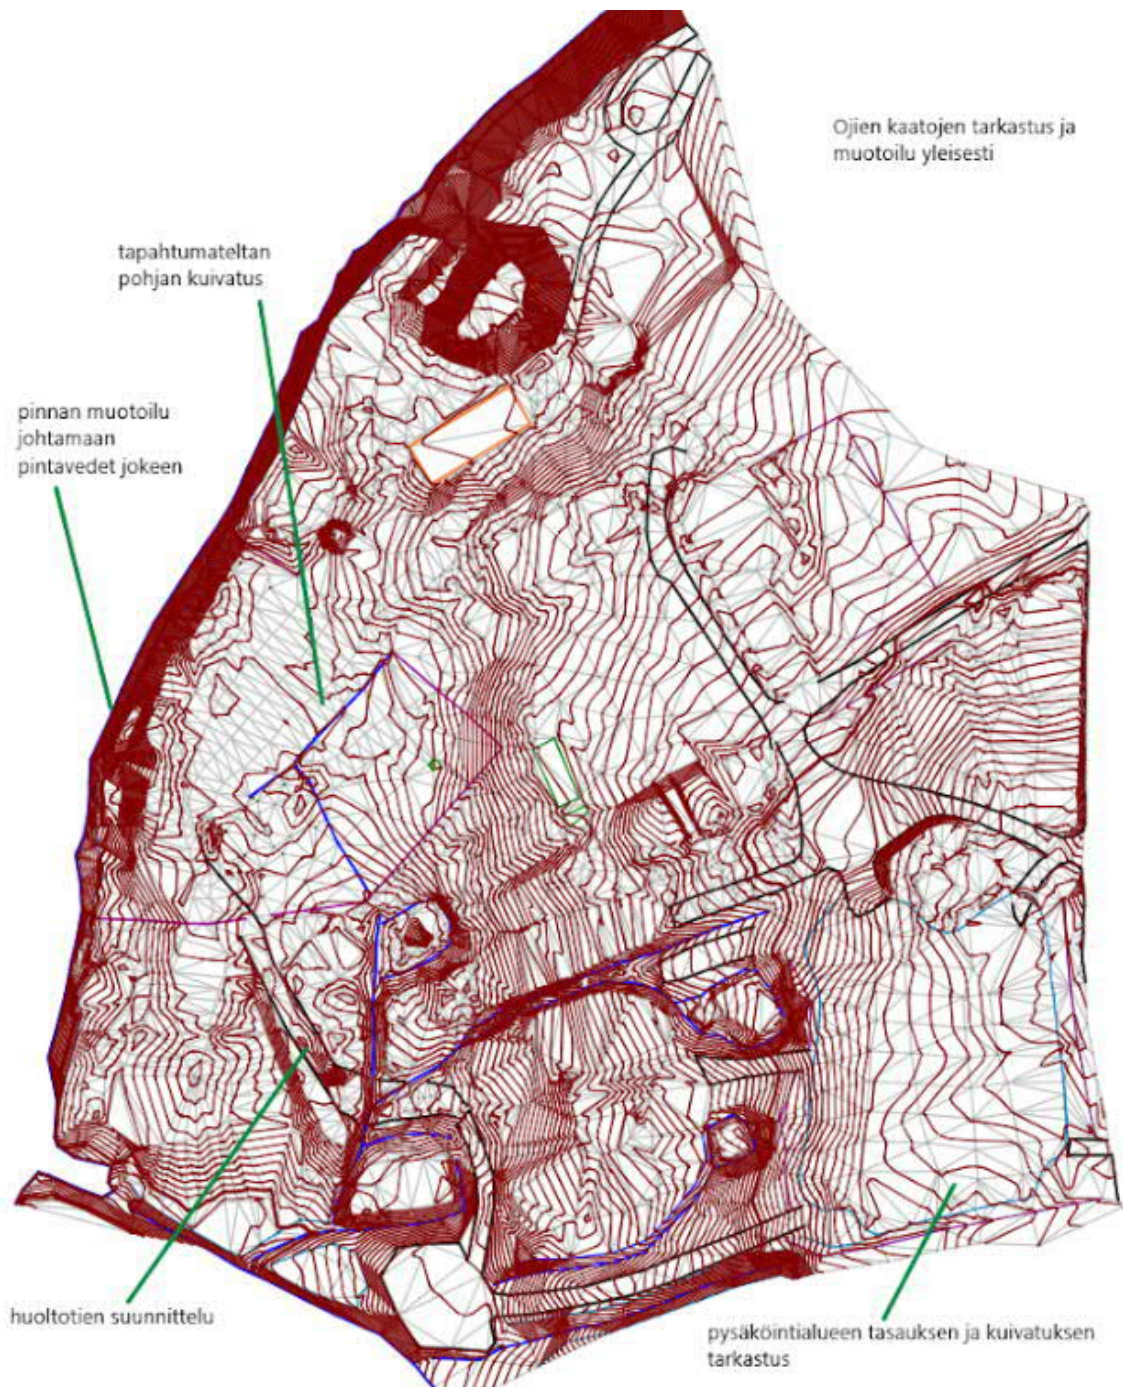 Ojien kaatojen tarkastus ja
muotoilu yleisesti
tapahtumateltan
pohjan kuivatus
pinnan muotoilu
johtamaan
pintavedet jokeen
huoltotien suunnittelu
pysäköintialueen tasauksen ja kuivatuksen
tarkastus